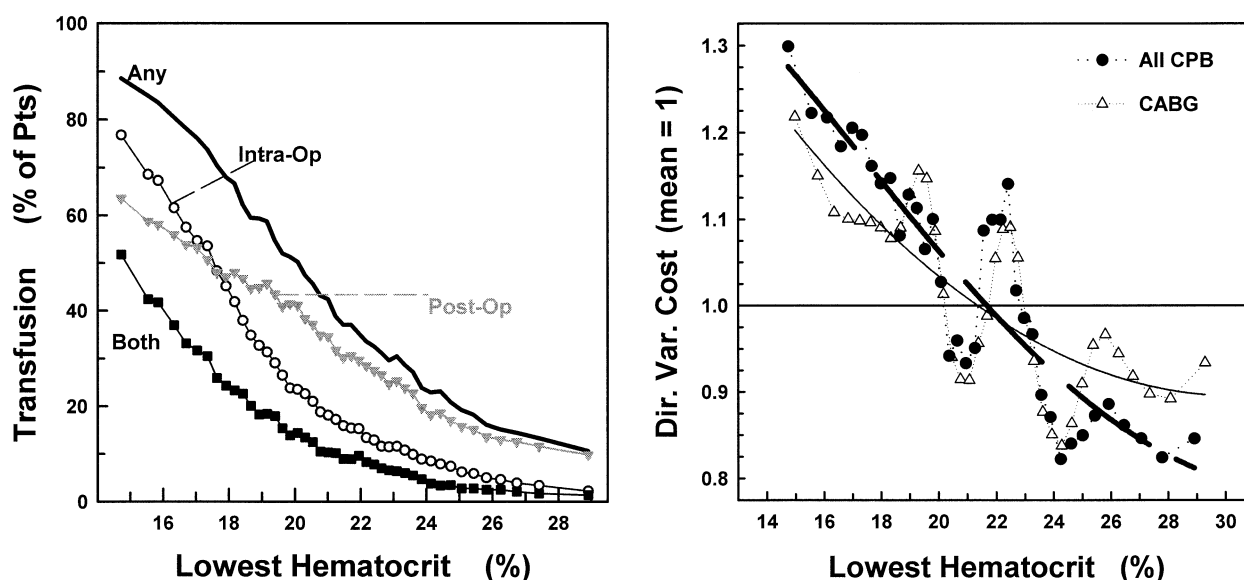 100
80
60
40
20
0
Transfusion (% of Pts)
Any
Intra-Op
Post-Op
Both
16 18 20 22 24 26 28
Lowest Hematocrit (%)
1.3
1.2
1.1
1.0
0.9
0.8
Dir. Var. Cost (mean = 1)
All CPB
CABG
14 16 18 20 22 24 26 28 30
Lowest Hematocrit (%)